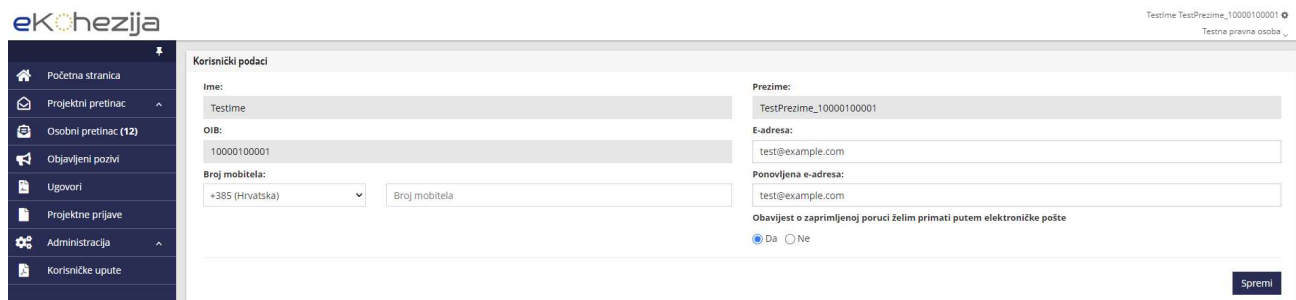 eKohezija
TestIme TestPrezime_10000100001
Testna pravna osoba
Početna stranica
Projektni pretinac
Osobni pretinac (12)
Objavljeni pozivi
Ugovori
Projektne prijave
Administracija
Korisničke upute
Korisnički podaci
Ime:
TestIme
Prezime:
TestPrezime_10000100001
OIB:
10000100001
E-adresa:
test@example.com
Broj mobitela:
+385 (Hrvatska)
Broj mobitela
Ponovljena e-adresa:
test@example.com
Obavijest o zaprimljenoj poruci želim primati putem elektroničke pošte
Da Ne
Spremi